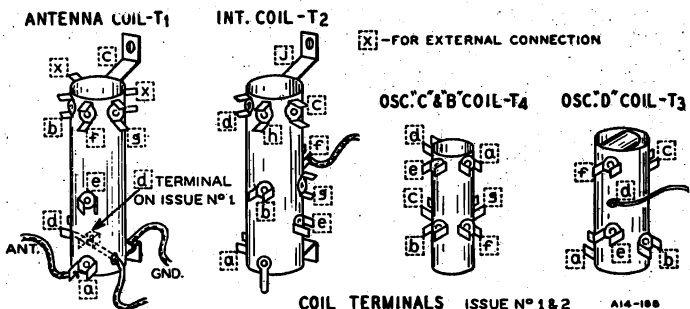 ANTENNA COIL-T1
INT. COIL-T2
X -FOR EXTERNAL CONNECTION
OSC."C"&"B"COIL-T4
OSC."D"COIL-T3
C
X
X
b
f
g
e
d TERMINAL
ON ISSUE Nº 1.
d
ANT.
GND.
a
J
c
d
h
f
g
b
e
a
d
a
e
c
g
b
f
c
f
d
a
e
b
COIL TERMINALS ISSUE Nº 1&2 A14-188